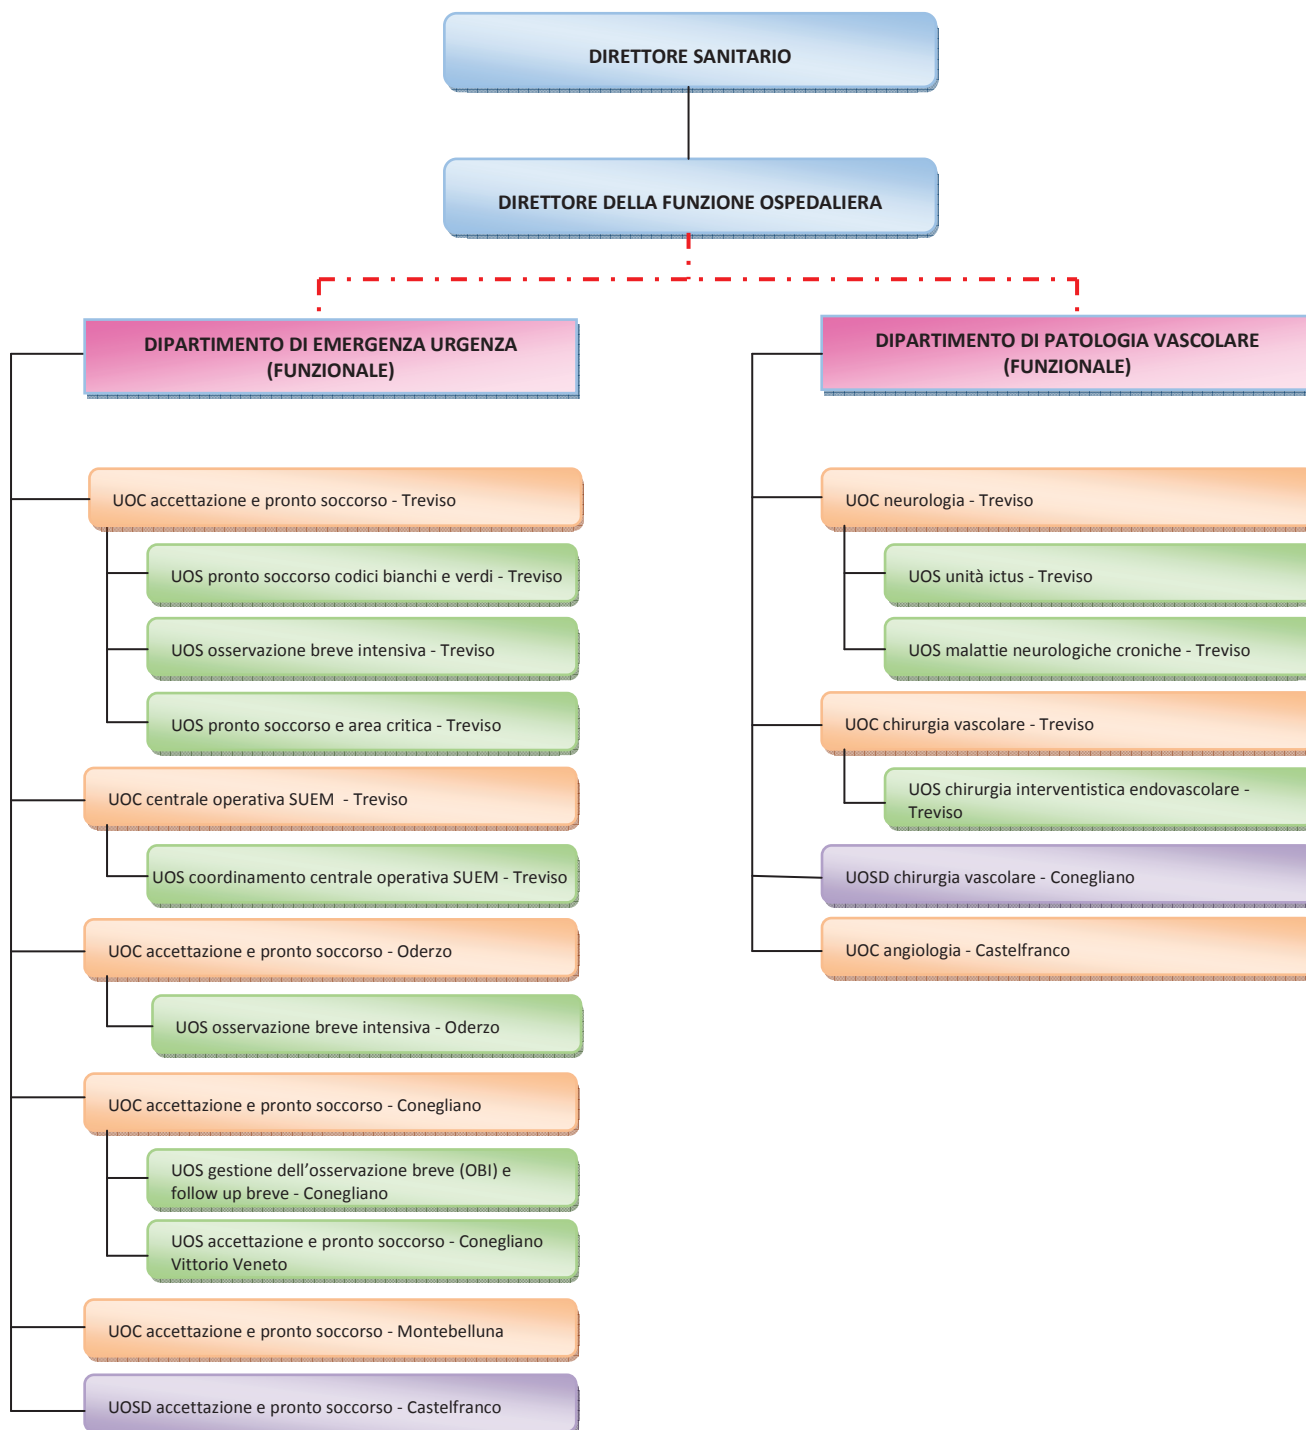 DIRETTORE SANITARIO
DIRETTORE DELLA FUNZIONE OSPEDALIERA
DIPARTIMENTO DI EMERGENZA URGENZA
(FUNZIONALE)
UOC accettazione e pronto soccorso - Treviso
UOS pronto soccorso codici bianchi e verdi - Treviso
UOS osservazione breve intensiva - Treviso
UOS pronto soccorso e area critica - Treviso
UOC centrale operativa SUEM - Treviso
UOS coordinamento centrale operativa SUEM - Treviso
UOC accettazione e pronto soccorso - Oderzo
UOS osservazione breve intensiva - Oderzo
UOC accettazione e pronto soccorso - Conegliano
UOS gestione dell’osservazione breve (OBI) e
follow up breve - Conegliano
UOS accettazione e pronto soccorso - Conegliano
Vittorio Veneto
UOC accettazione e pronto soccorso - Montebelluna
UOSD accettazione e pronto soccorso - Castelfranco
DIPARTIMENTO DI PATOLOGIA VASCOLARE
(FUNZIONALE)
UOC neurologia - Treviso
UOS unità ictus - Treviso
UOS malattie neurologiche croniche - Treviso
UOC chirurgia vascolare - Treviso
UOS chirurgia interventistica endovascolare -
Treviso
UOSD chirurgia vascolare - Conegliano
UOC angiologia - Castelfranco